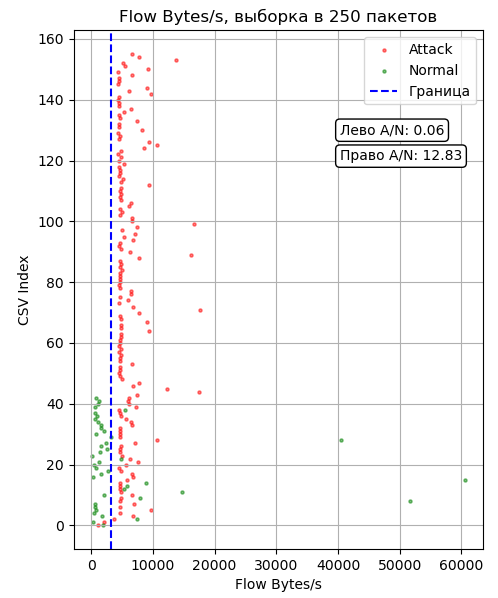 Flow Bytes/s, выборка в 250 пакетов
Attack
Normal
Граница
Лево A/N: 0.06
Право A/N: 12.83
CSV Index
160
140
120
100
80
60
40
20
0
0 10000 20000 30000 40000 50000 60000
Flow Bytes/s